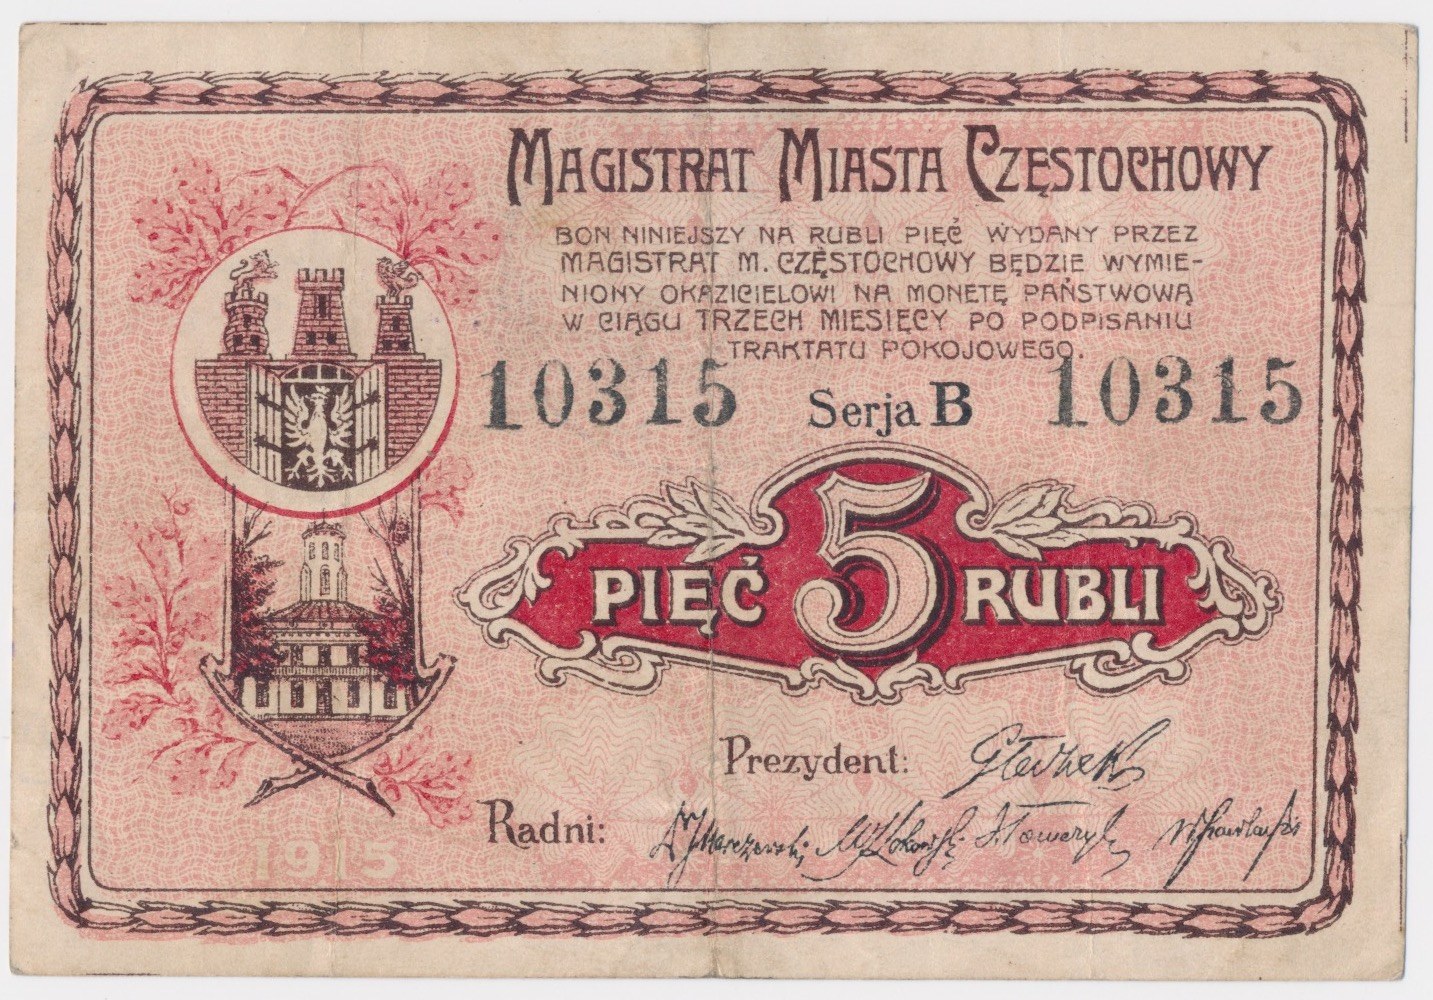 MAGISTRAT MIASTA CZĘSTOCHOWY
BON NINIEJSZY NA RUBLI PIĘĆ WYDANY PRZEZ
MAGISTRAT M. CZĘSTOCHOWY BĘDZIE WYMIE-
NIONY OKAZICIELOWI NA MONETĘ PAŃSTWOWĄ
W CIĄGU TRZECH MIESIĘCY PO PODPISANIU
TRAKTATU POKOJOWEGO.
10315 Serja B 10315
PIĘĆ 5 RUBLI
Prezydent:
Radni:
1915